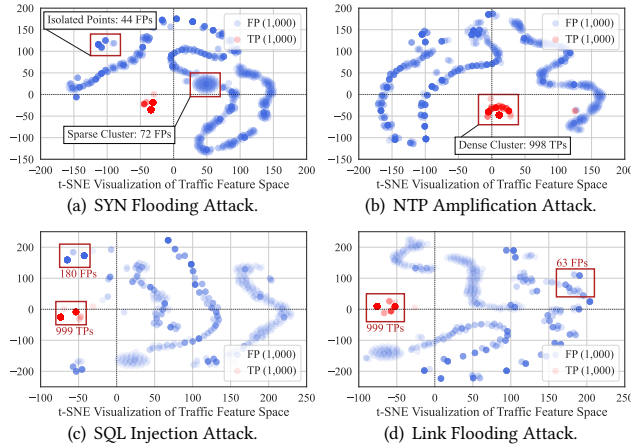 Isolated Points: 44 FPs
FP (1,000)
TP (1,000)
Sparse Cluster: 72 FPs
150
100
50
0
−50
−100
−150
−200 −150 −100 −50 0 50 100 150 200
t-SNE Visualization of Traffic Feature Space
(a) SYN Flooding Attack.
FP (1,000)
TP (1,000)
Dense Cluster: 998 TPs
200
150
100
50
0
−50
−100
−150
−200 −150 −100 −50 0 50 100 150 200
t-SNE Visualization of Traffic Feature Space
(b) NTP Amplification Attack.
180 FPs
999 TPs
FP (1,000)
TP (1,000)
200
100
0
−100
−200
−100 −50 0 50 100 150 200 250
t-SNE Visualization of Traffic Feature Space
(c) SQL Injection Attack.
63 FPs
999 TPs
FP (1,000)
TP (1,000)
200
100
0
−100
−200
−100 −50 0 50 100 150 200 250
t-SNE Visualization of Traffic Feature Space
(d) Link Flooding Attack.